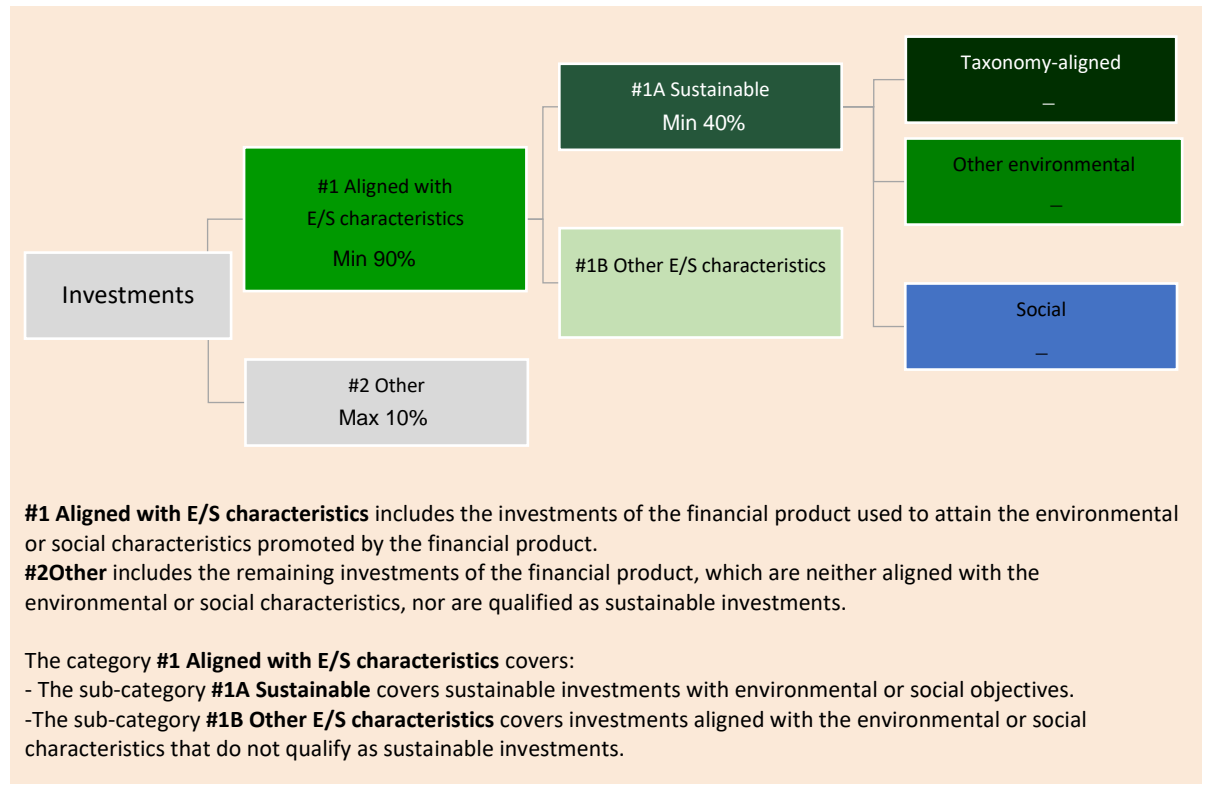 Taxonomy-aligned
–
#1A Sustainable
Min 40%
Other environmental
–
#1 Aligned with
E/S characteristics
Min 90%
#1B Other E/S characteristics
Investments
Social
–
#2 Other
Max 10%
#1 Aligned with E/S characteristics includes the investments of the financial product used to attain the environmental
or social characteristics promoted by the financial product.
#2Other includes the remaining investments of the financial product, which are neither aligned with the
environmental or social characteristics, nor are qualified as sustainable investments.
The category #1 Aligned with E/S characteristics covers:
- The sub-category #1A Sustainable covers sustainable investments with environmental or social objectives.
-The sub-category #1B Other E/S characteristics covers investments aligned with the environmental or social
characteristics that do not qualify as sustainable investments.